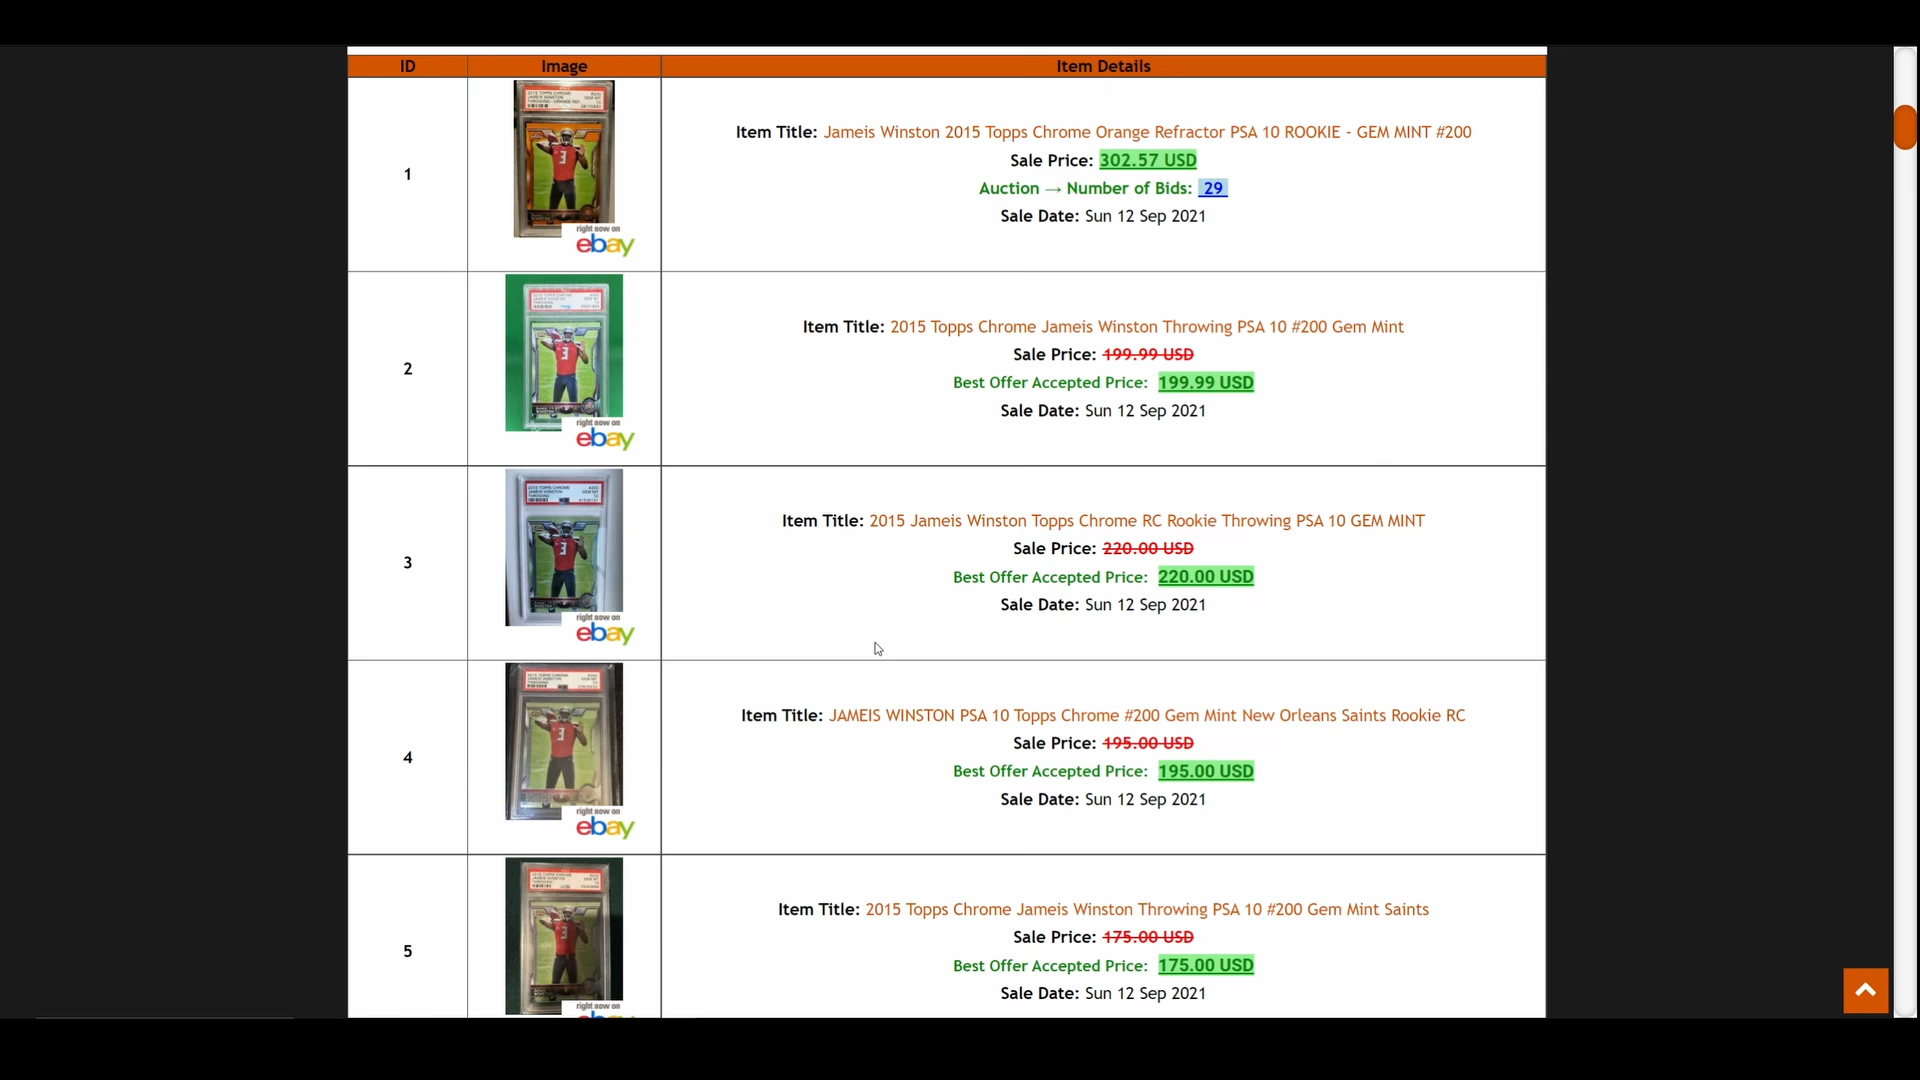 ID Image Item Details
1
Item Title: Jameis Winston 2015 Topps Chrome Orange Refractor PSA 10 ROOKIE - GEM MINT #200
Sale Price: 302.57 USD
Auction → Number of Bids: 29
Sale Date: Sun 12 Sep 2021
right now on
ebay
2
Item Title: 2015 Topps Chrome Jameis Winston Throwing PSA 10 #200 Gem Mint
Sale Price: 199.99 USD
Best Offer Accepted Price: 199.99 USD
Sale Date: Sun 12 Sep 2021
right now on
ebay
3
Item Title: 2015 Jameis Winston Topps Chrome RC Rookie Throwing PSA 10 GEM MINT
Sale Price: 220.00 USD
Best Offer Accepted Price: 220.00 USD
Sale Date: Sun 12 Sep 2021
right now on
ebay
4
Item Title: JAMEIS WINSTON PSA 10 Topps Chrome #200 Gem Mint New Orleans Saints Rookie RC
Sale Price: 195.00 USD
Best Offer Accepted Price: 195.00 USD
Sale Date: Sun 12 Sep 2021
right now on
ebay
5
Item Title: 2015 Topps Chrome Jameis Winston Throwing PSA 10 #200 Gem Mint Saints
Sale Price: 175.00 USD
Best Offer Accepted Price: 175.00 USD
Sale Date: Sun 12 Sep 2021
right now on